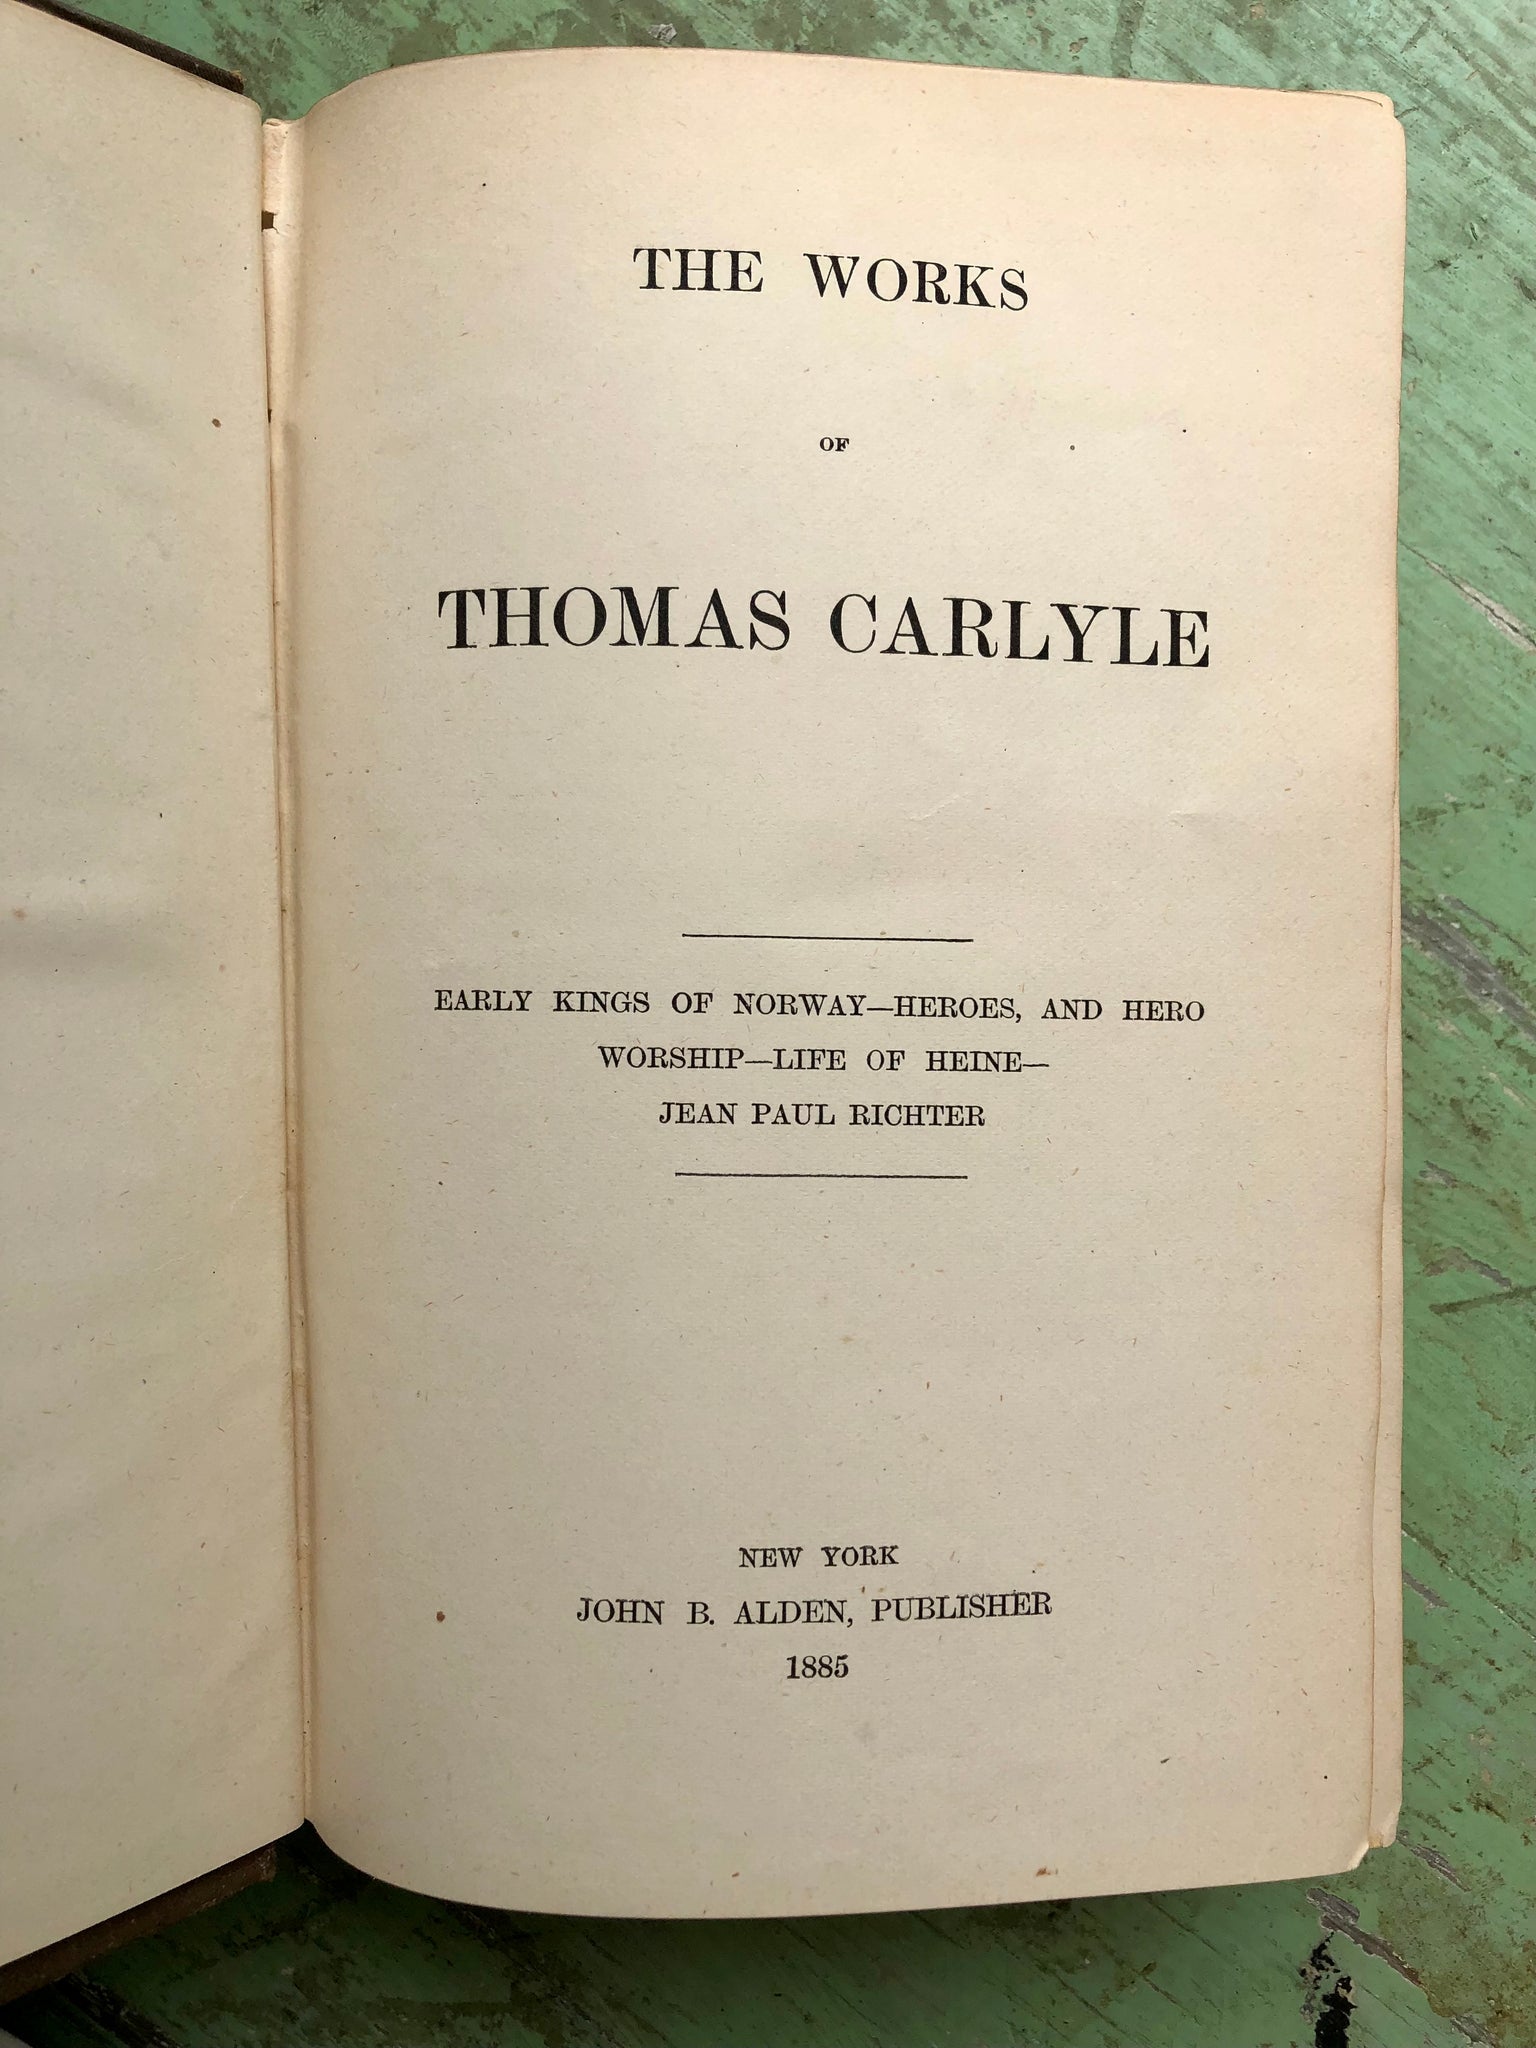 THE WORKS
OF
THOMAS CARLYLE
EARLY KINGS OF NORWAY—HEROES, AND HERO
WORSHIP—LIFE OF HEINE—
JEAN PAUL RICHTER
NEW YORK
JOHN B. ALDEN, PUBLISHER
1885